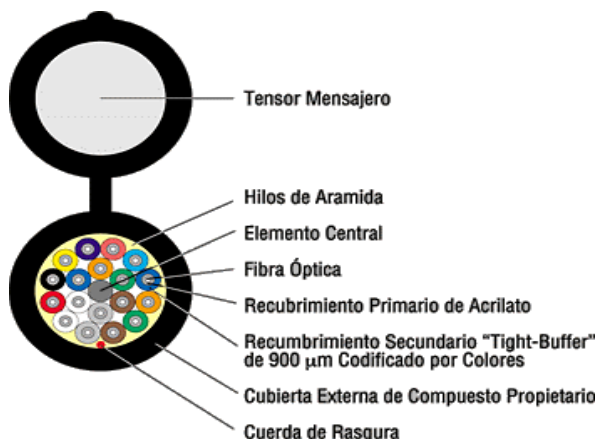 Tensor Mensajero
Hilos de Aramida
Elemento Central
Fibra Óptica
Recubrimiento Primario de Acrilato
Recumbrimiento Secundario “Tight-Buffer”
de 900 μm Codificado por Colores
Cubierta Externa de Compuesto Propietario
Cuerda de Rasgura